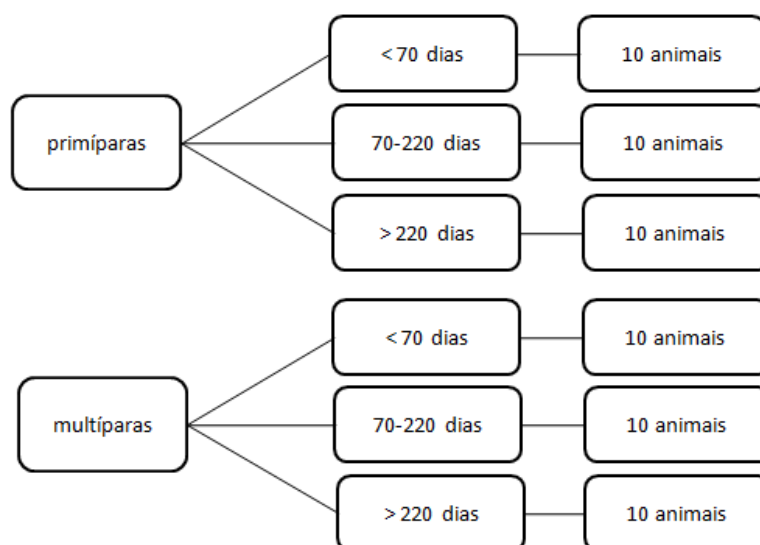 primíparas
< 70 dias
10 animais
70-220 dias
10 animais
> 220 dias
10 animais
multíparas
< 70 dias
10 animais
70-220 dias
10 animais
> 220 dias
10 animais